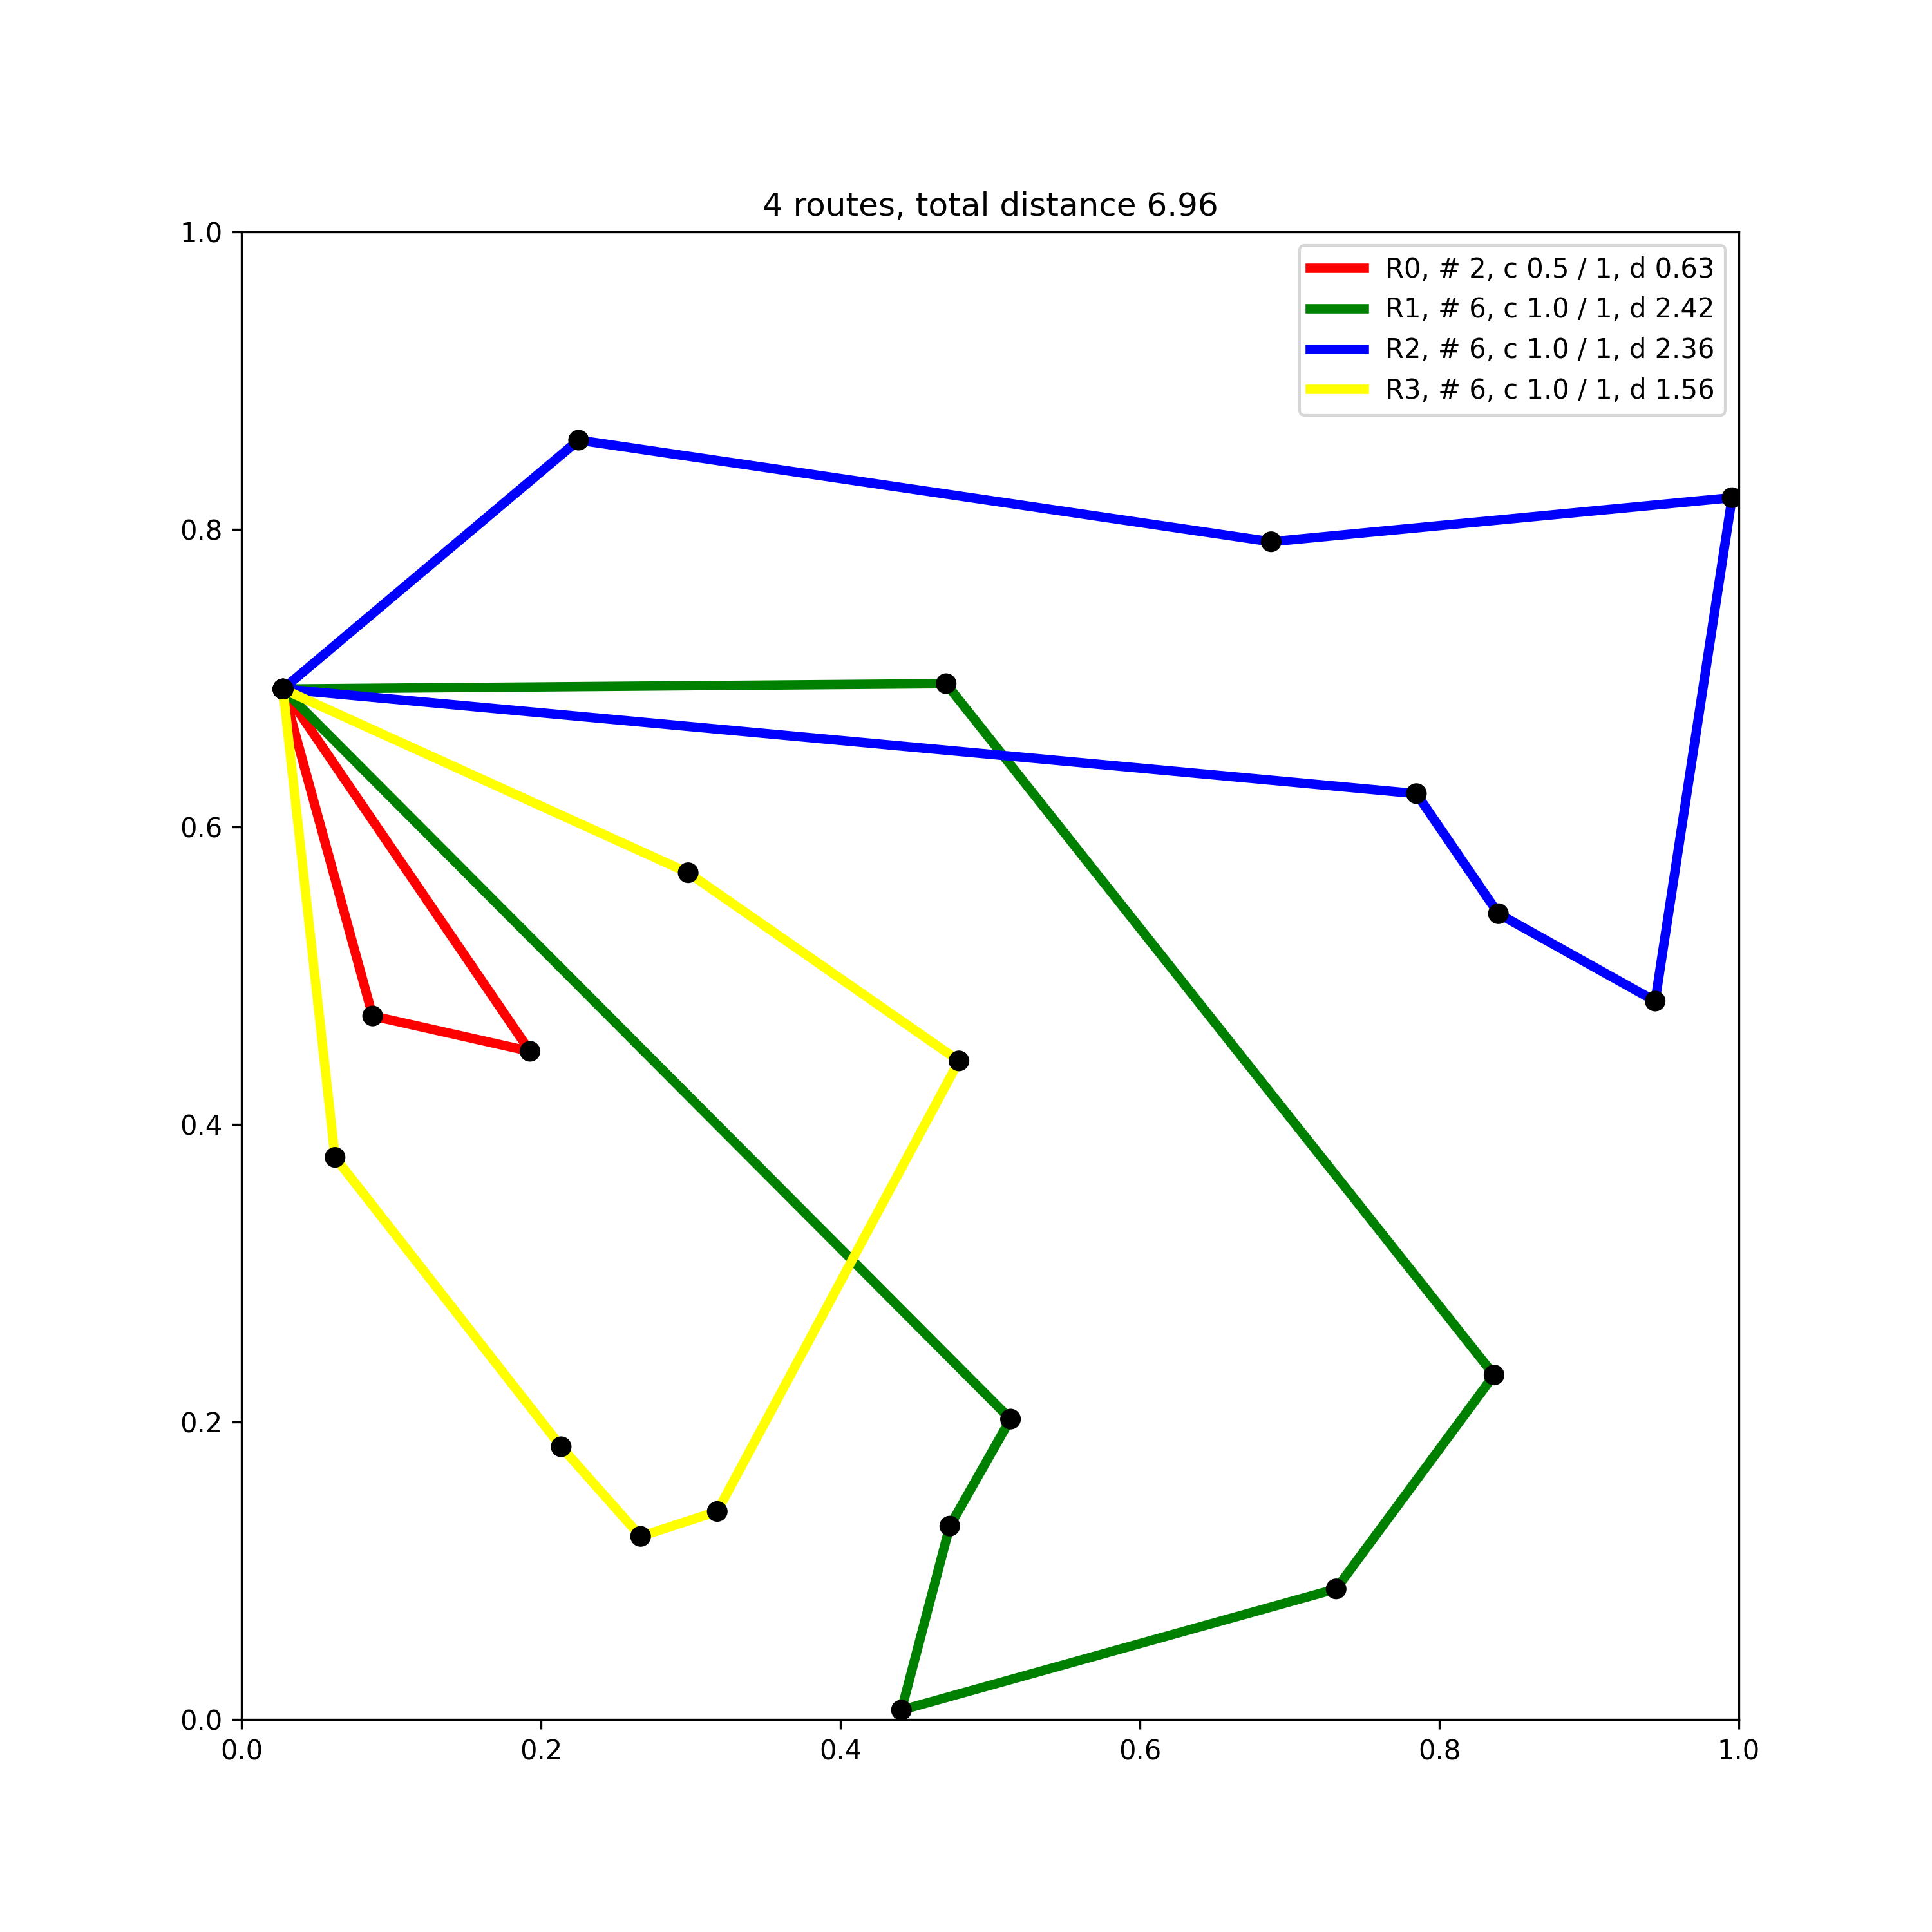 4 routes, total distance 6.96
R0, # 2, c 0.5 / 1, d 0.63
R1, # 6, c 1.0 / 1, d 2.42
R2, # 6, c 1.0 / 1, d 2.36
R3, # 6, c 1.0 / 1, d 1.56
1.0
0.8
0.6
0.4
0.2
0.0
0.0 0.2 0.4 0.6 0.8 1.0